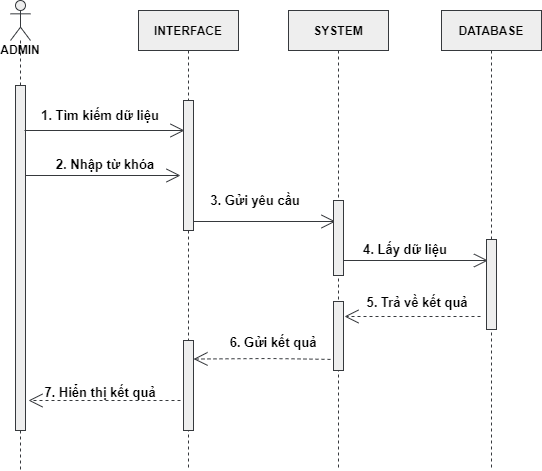 ADMIN
INTERFACE
SYSTEM
DATABASE
1. Tìm kiếm dữ liệu
2. Nhập từ khóa
3. Gửi yêu cầu
4. Lấy dữ liệu
5. Trả về kết quả
6. Gửi kết quả
7. Hiển thị kết quả